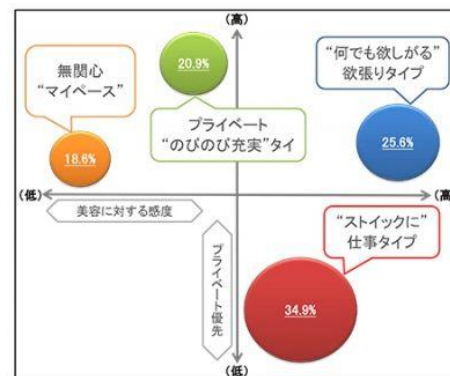 (高)
無関心
“マイペース”
20.9%
“何でも欲しがる”
欲張りタイプ
プライベート
“のびのび充実”タイ
18.6%
25.6%
(低)
(高)
美容に対する感度
“ストイックに”
仕事タイプ
プライベート優先
34.9%
(低)